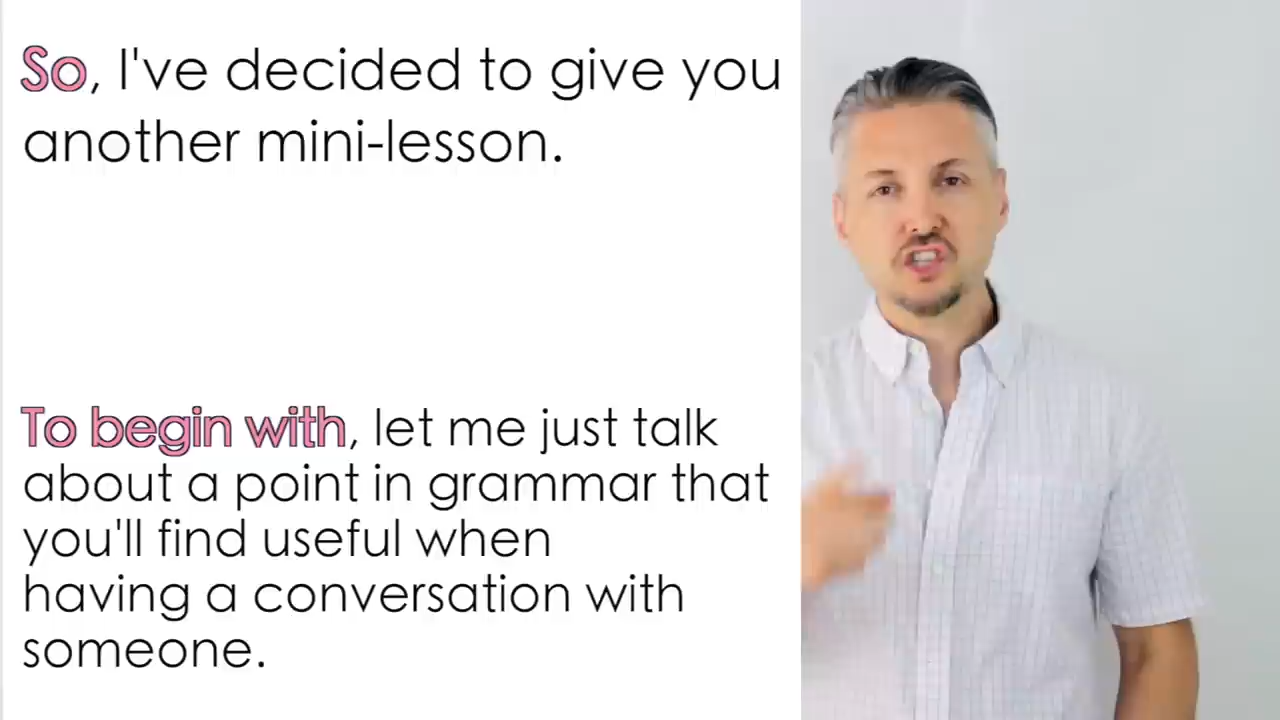 So, I've decided to give you
another mini-lesson.
To begin with, let me just talk
about a point in grammar that
you'll find useful when
having a conversation with
someone.